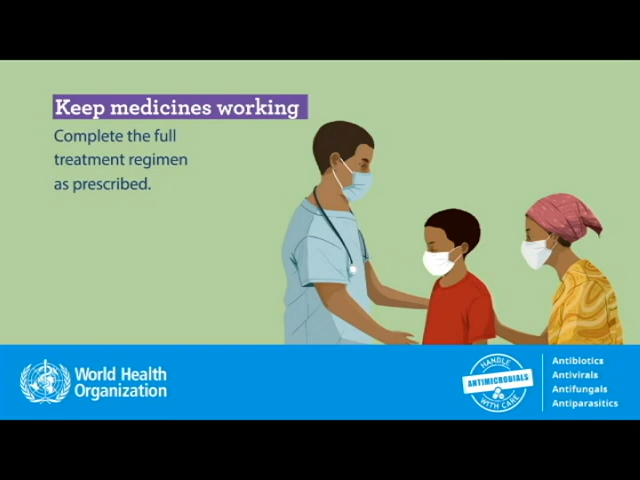 Keep medicines working
Complete the full
treatment regimen
as prescribed.
World Health
Organization
HANDLE
ANTIMICROBIALS
WITH CARE
Antibiotics
Antivirals
Antifungals
Antiparasitics